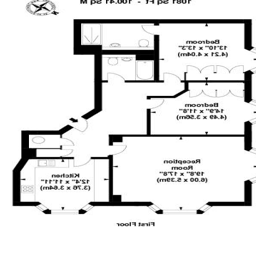 1081 Sq Ft - 100.41 Sq M
Bedroom
13'10" x 13'3"
(4.21 x 4.04m)
Bedroom
14'9" x 11'8"
(4.49 x 3.55m)
Reception
Room
19'8" x 17'8"
(6.00 x 5.39m)
Kitchen
12'4" x 11'11"
(3.76 x 3.64m)
First Floor